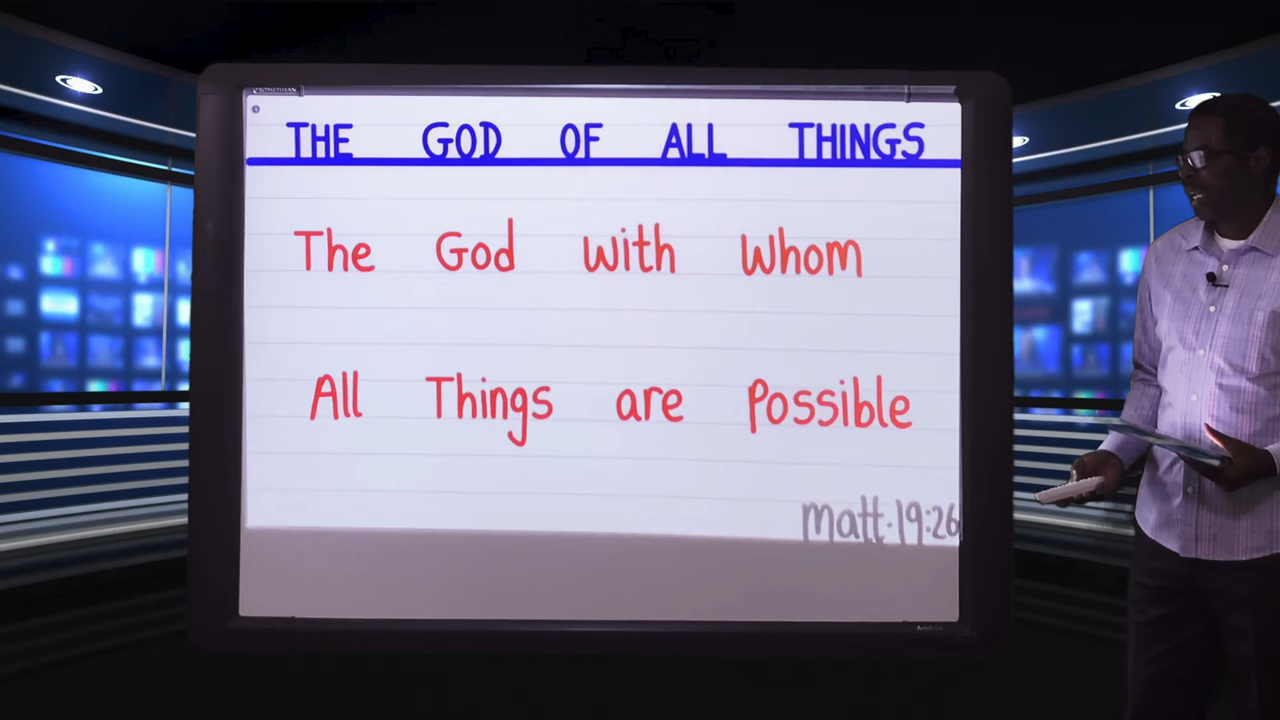 THE GOD OF ALL THINGS
The God with Whom
All Things are Possible
Matt. 19:26